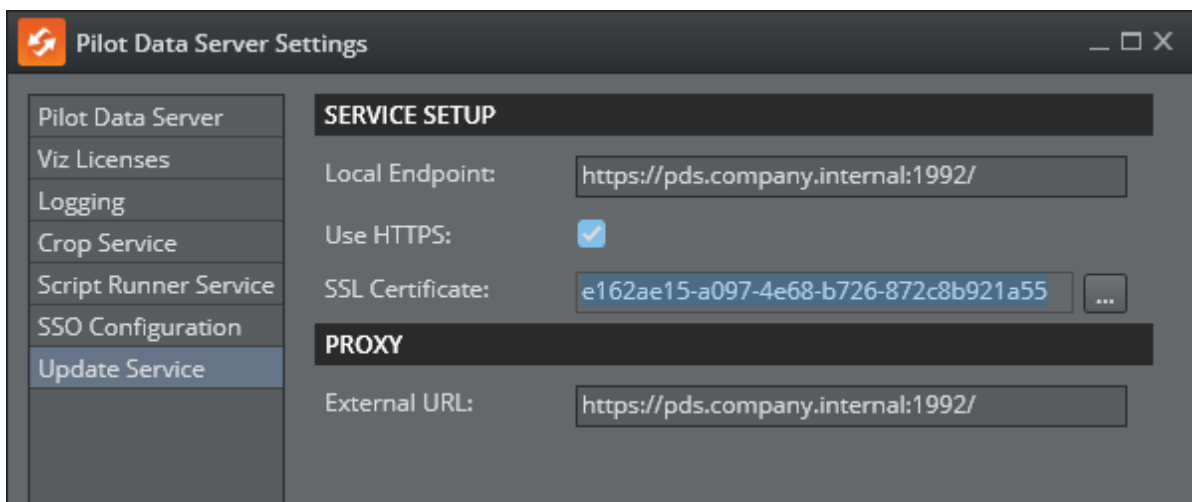 Pilot Data Server Settings
Pilot Data Server
Viz Licenses
Logging
Crop Service
Script Runner Service
SSO Configuration
Update Service
SERVICE SETUP
Local Endpoint: https://pds.company.internal:1992/
Use HTTPS:
SSL Certificate: e162ae15-a097-4e68-b726-872c8b921a55 ...
PROXY
External URL: https://pds.company.internal:1992/